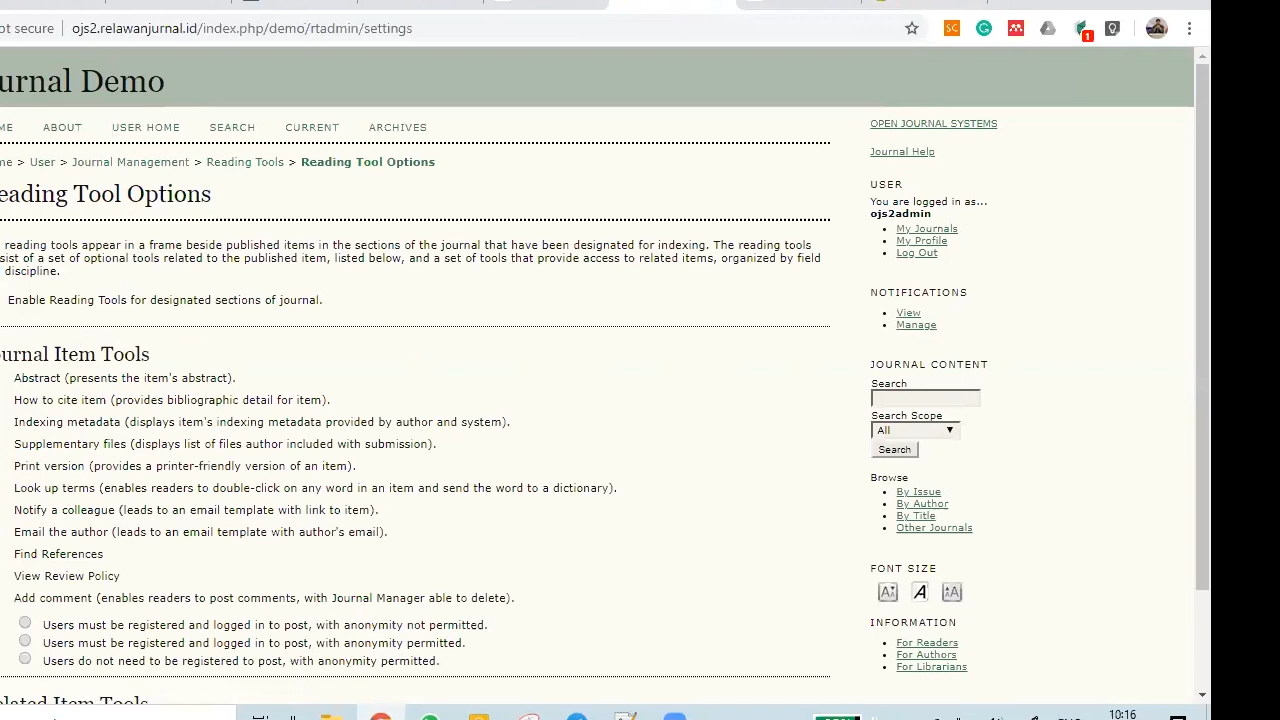 ot secure ojs2.relawanjurnal.id/index.php/demo/rtadmin/settings
SC
1
urnal Demo
ME ABOUT USER HOME SEARCH CURRENT ARCHIVES
me > User > Journal Management > Reading Tools > Reading Tool Options
eading Tool Options
reading tools appear in a frame beside published items in the sections of the journal that have been designated for indexing. The reading tools
sist of a set of optional tools related to the published item, listed below, and a set of tools that provide access to related items, organized by field
discipline.
Enable Reading Tools for designated sections of journal.
urnal Item Tools
Abstract (presents the item's abstract).
How to cite item (provides bibliographic detail for item).
Indexing metadata (displays item's indexing metadata provided by author and system).
Supplementary files (displays list of files author included with submission).
Print version (provides a printer-friendly version of an item).
Look up terms (enables readers to double-click on any word in an item and send the word to a dictionary).
Notify a colleague (leads to an email template with link to item).
Email the author (leads to an email template with author's email).
Find References
View Review Policy
Add comment (enables readers to post comments, with Journal Manager able to delete).
Users must be registered and logged in to post, with anonymity not permitted.
Users must be registered and logged in to post, with anonymity permitted.
Users do not need to be registered to post, with anonymity permitted.
elated Item Tools
OPEN JOURNAL SYSTEMS
Journal Help
USER
You are logged in as...
ojs2admin
My Journals
My Profile
Log Out
NOTIFICATIONS
View
Manage
JOURNAL CONTENT
Search
Search Scope
All
Search
Browse
By Issue
By Author
By Title
Other Journals
FONT SIZE
INFORMATION
For Readers
For Authors
For Librarians
10:16